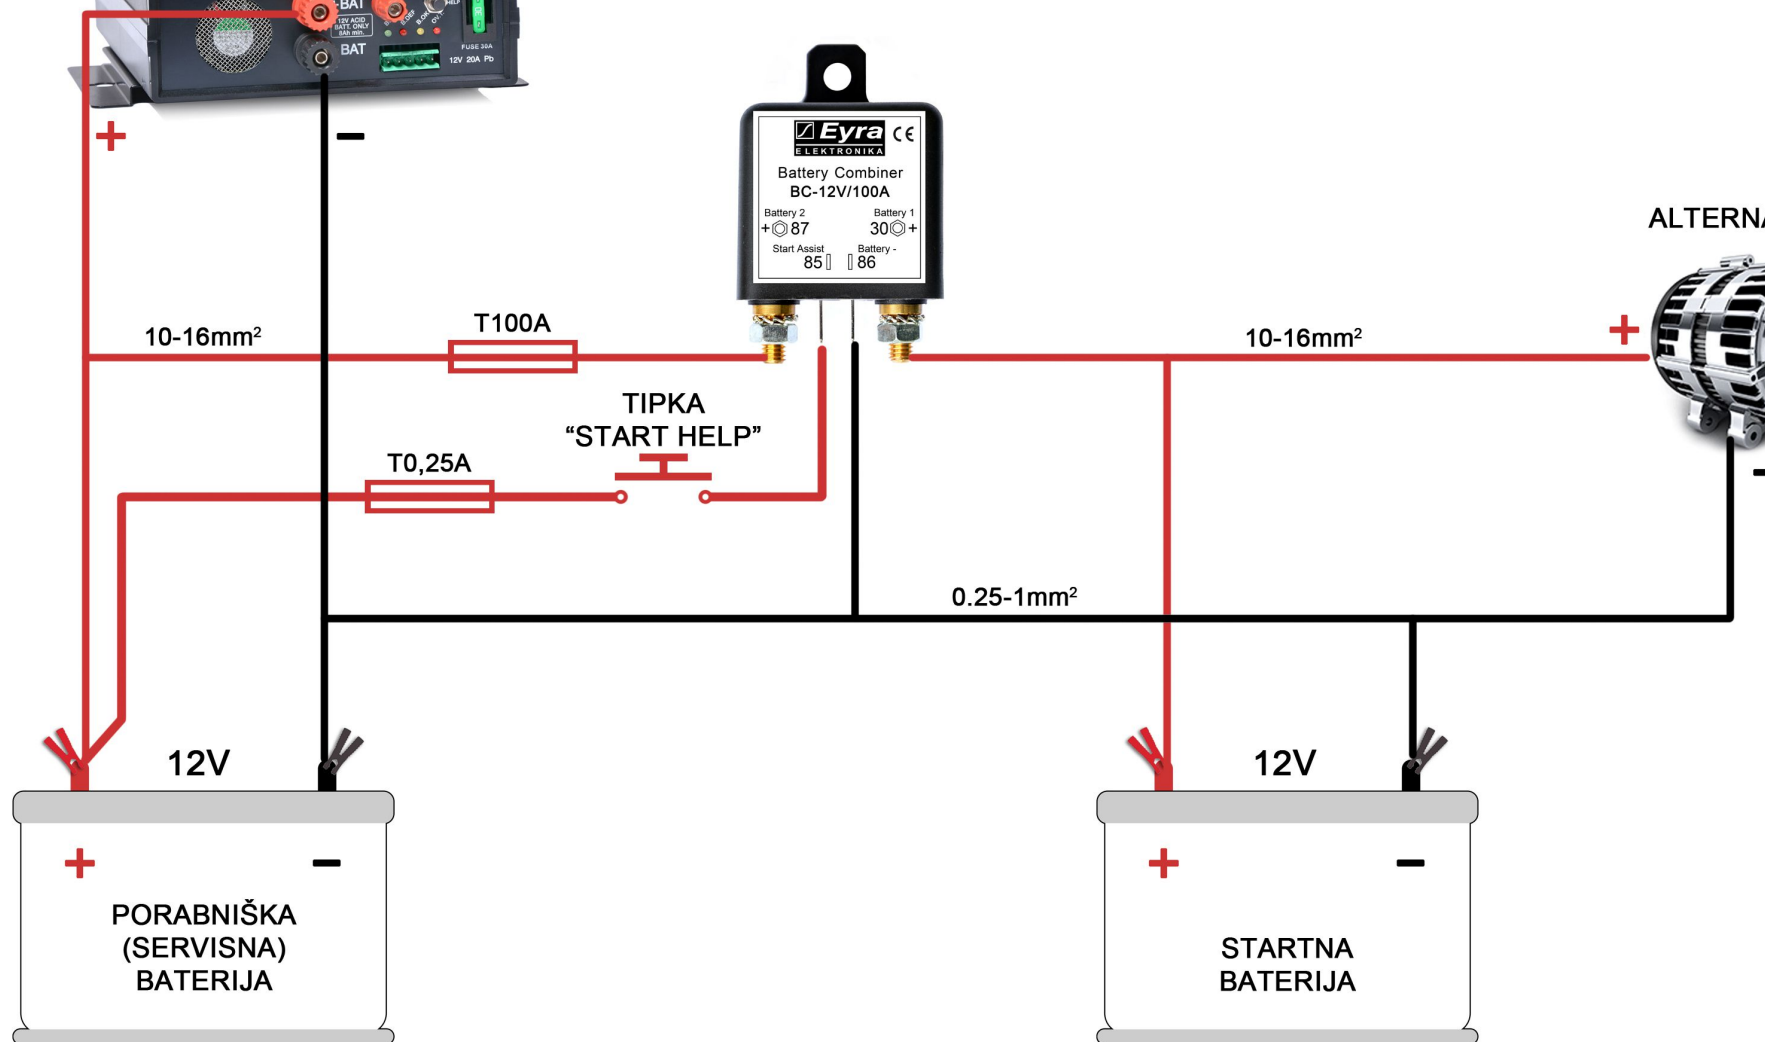 -BAT
12V ACID
BATT. ONLY
8Ah min.
BAT
HELP
FUSE 30A
12V 20A Pb
+
-
Eyra CE
ELEKTRONIKA
Battery Combiner
BC-12V/100A
Battery 2
Battery 1
+ 87
30 +
Start Assist
Battery -
85
86
ALTERNA
10-16mm²
T100A
10-16mm²
+
TIPKA
“START HELP”
T0,25A
-
0.25-1mm²
12V
12V
+ -
+ -
PORABNIŠKA
(SERVISNA)
BATERIJA
STARTNA
BATERIJA